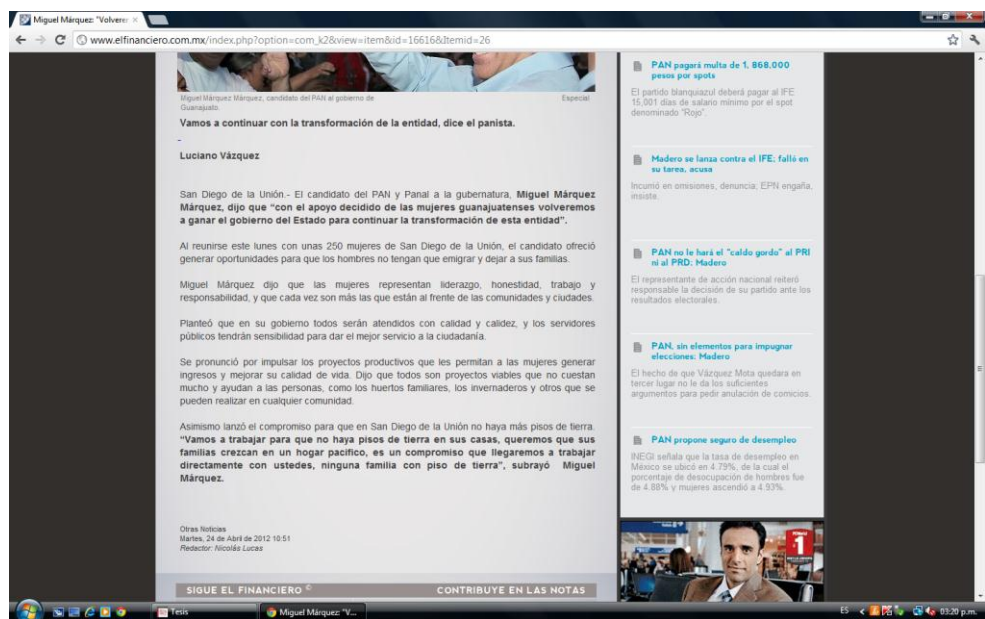 Miguel Márquez: "Volverer
www.elfinanciero.com.mx/index.php?option=com_k2&view=item&id=16616&Itemid=26
Miguel Márquez Márquez, candidato del PAN al gobierno de
Guanajuato.
Especial
Vamos a continuar con la transformación de la entidad, dice el panista.
Luciano Vázquez
San Diego de la Unión.- El candidato del PAN y Panal a la gubernatura, Miguel Márquez
Márquez, dijo que “con el apoyo decidido de las mujeres guanajuatenses volveremos
a ganar el gobierno del Estado para continuar la transformación de esta entidad”.
Al reunirse este lunes con unas 250 mujeres de San Diego de la Unión, el candidato ofreció
generar oportunidades para que los hombres no tengan que emigrar y dejar a sus familias.
Miguel Márquez dijo que las mujeres representan liderazgo, honestidad, trabajo y
responsabilidad, y que cada vez son más las que están al frente de las comunidades y ciudades.
Planteó que en su gobierno todos serán atendidos con calidad y calidez, y los servidores
públicos tendrán sensibilidad para dar el mejor servicio a la ciudadanía.
Se pronunció por impulsar los proyectos productivos que les permitan a las mujeres generar
ingresos y mejorar su calidad de vida. Dijo que todos son proyectos viables que no cuestan
mucho y ayudan a las personas, como los huertos familiares, los invernaderos y otros que se
pueden realizar en cualquier comunidad.
Asimismo lanzó el compromiso para que en San Diego de la Unión no haya más pisos de tierra.
“Vamos a trabajar para que no haya pisos de tierra en sus casas, queremos que sus
familias crezcan en un hogar pacífico, es un compromiso que llegaremos a trabajar
directamente con ustedes, ninguna familia con piso de tierra”, subrayó Miguel
Márquez.
Otras Noticias
Martes, 24 de Abril de 2012 10:51
Redactor: Nicolás Lucas
SIGUE EL FINANCIERO ©
CONTRIBUYE EN LAS NOTAS
PAN pagará multa de 1, 868,000
pesos por spots
El partido blanquiazul deberá pagar al IFE
15,001 días de salario mínimo por el spot
denominado "Rojo".
Madero se lanza contra el IFE; falló en
su tarea, acusa
Incurrió en omisiones, denuncia; EPN engaña,
insiste.
PAN no le hará el "caldo gordo" al PRI
ni al PRD: Madero
El representante de acción nacional reiteró
responsable la decisión de su partido ante los
resultados electorales.
PAN, sin elementos para impugnar
elecciones: Madero
El hecho de que Vázquez Mota quedara en
tercer lugar no le da los suficientes
argumentos para pedir anulación de comicios.
PAN propone seguro de desempleo
INEGI señala que la tasa de desempleo en
México se ubicó en 4.79%, de la cual el
porcentaje de desocupación de hombres fue
de 4.88% y mujeres ascendió a 4.93%.
1
Tesis
Miguel Márquez: "V...
ES
03:20 p.m.